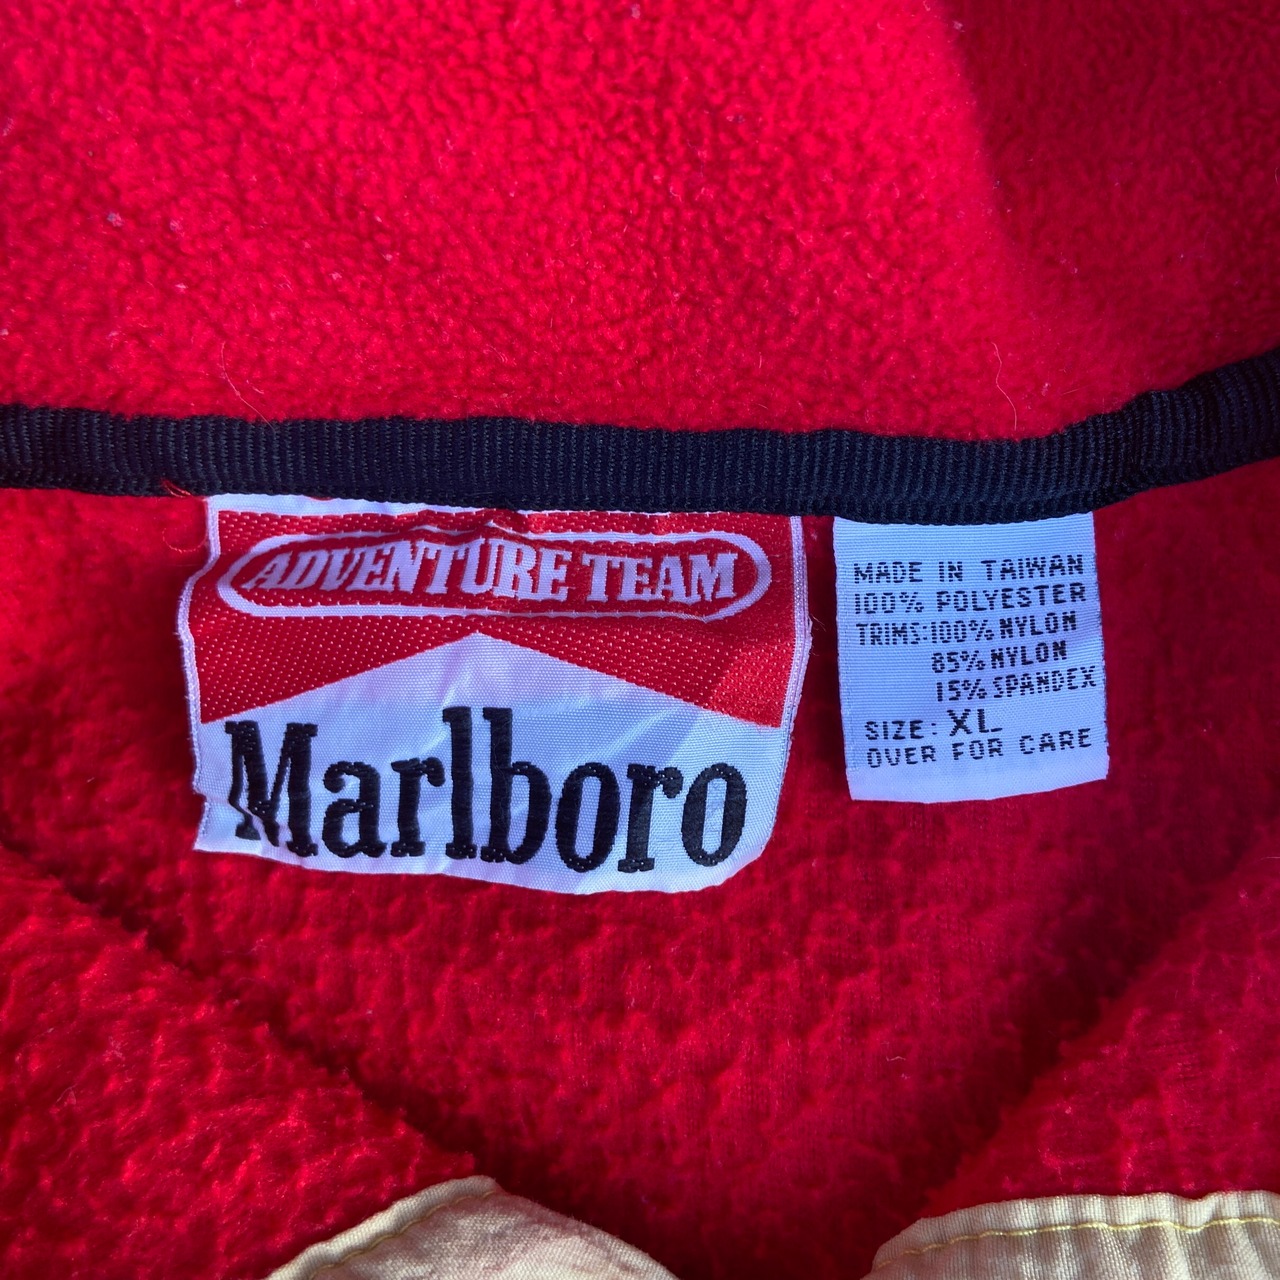 ADVENTURE TEAM
Marlboro
MADE IN TAIWAN
100% POLYESTER
TRIMS:100% NYLON
85% NYLON
15% SPANDEX
SIZE: XL
OVER FOR CARE